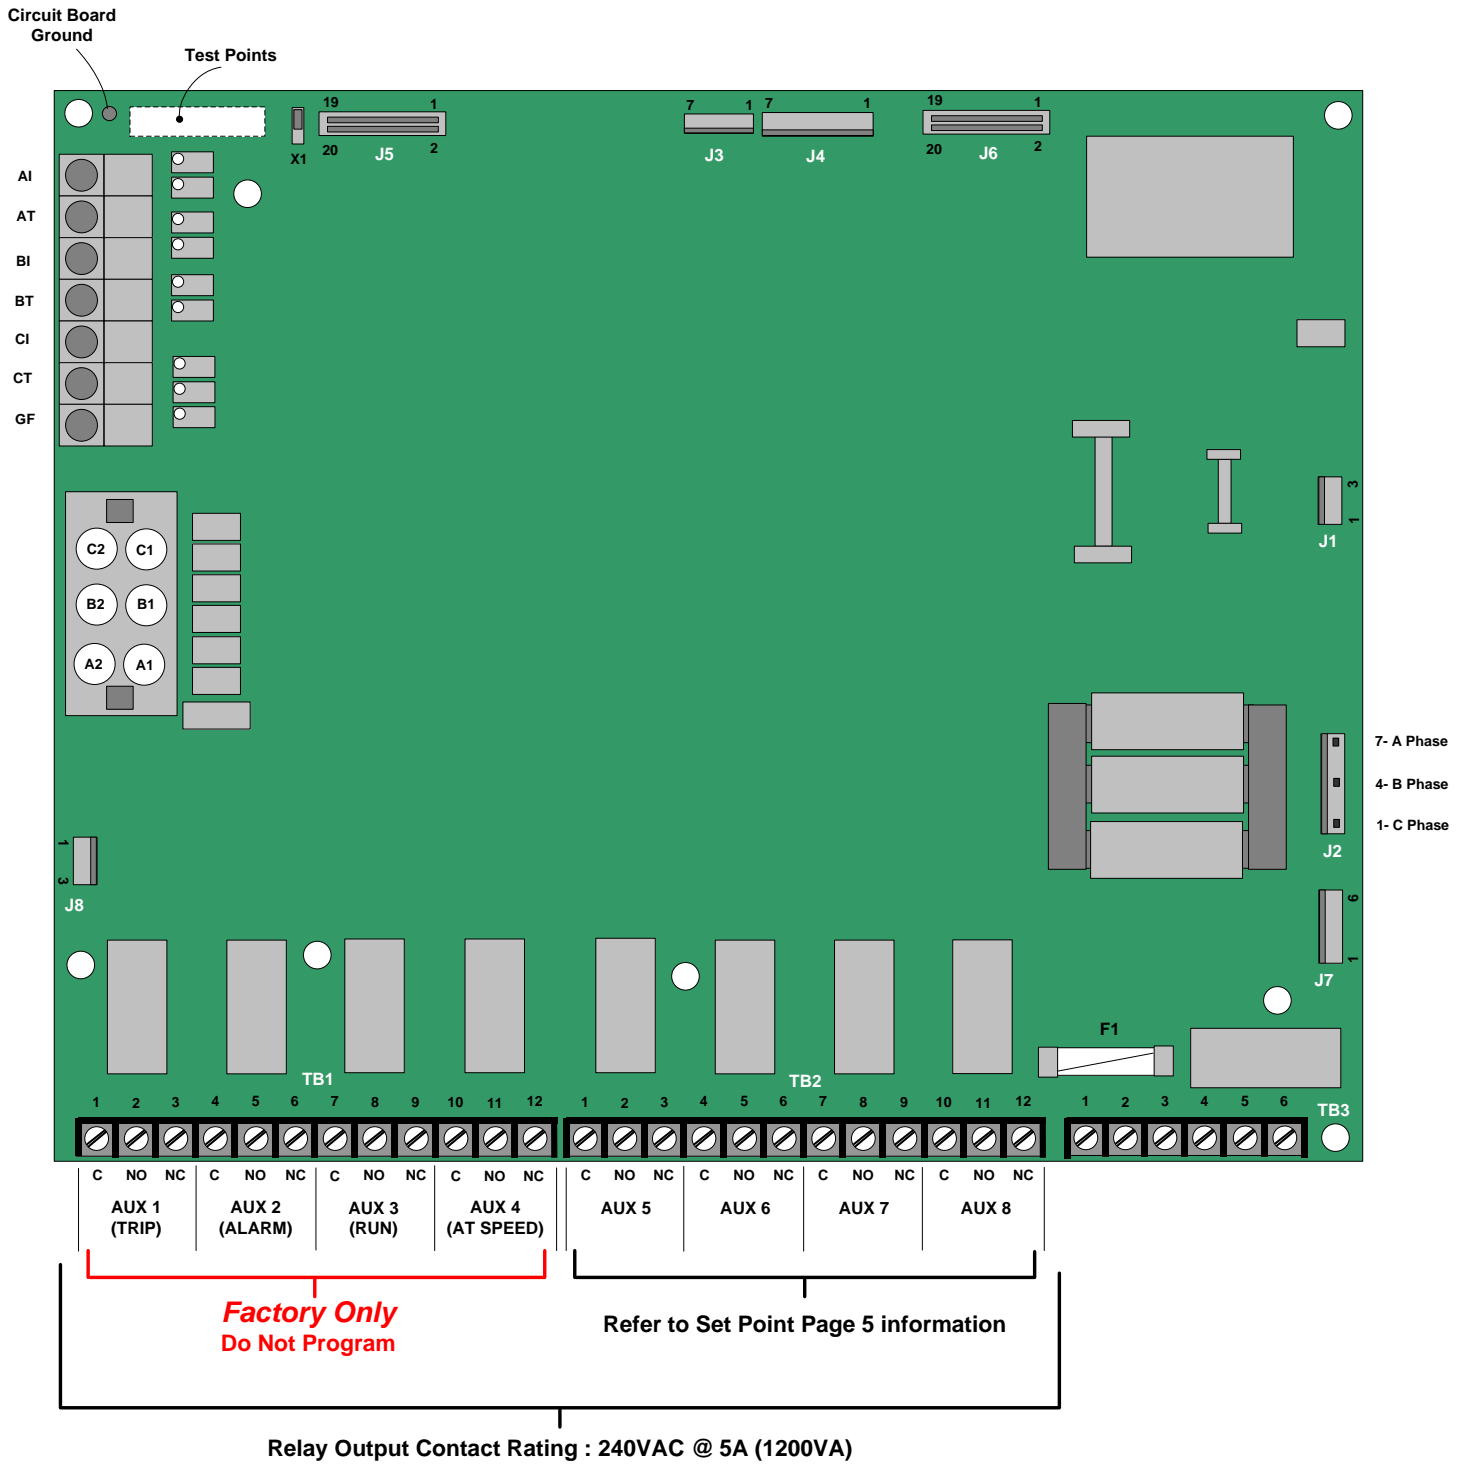 Circuit Board
Ground
Test Points
19 1
20 2
J5
X1
7 1
J3
7 1
J4
19 1
20 2
J6
AI
AT
BI
BT
CI
CT
GF
C2 C1
B2 B1
A2 A1
3
1
J1
7- A Phase
4- B Phase
1- C Phase
J2
1
3
J8
6
1
J7
F1
TB1
TB2
TB3
1 2 3 4 5 6 7 8 9 10 11 12
1 2 3 4 5 6 7 8 9 10 11 12
1 2 3 4 5 6
C NO NC C NO NC C NO NC C NO NC
C NO NC C NO NC C NO NC C NO NC
AUX 1
(TRIP)
AUX 2
(ALARM)
AUX 3
(RUN)
AUX 4
(AT SPEED)
AUX 5
AUX 6
AUX 7
AUX 8
Factory Only
Do Not Program
Refer to Set Point Page 5 information
Relay Output Contact Rating : 240VAC @ 5A (1200VA)